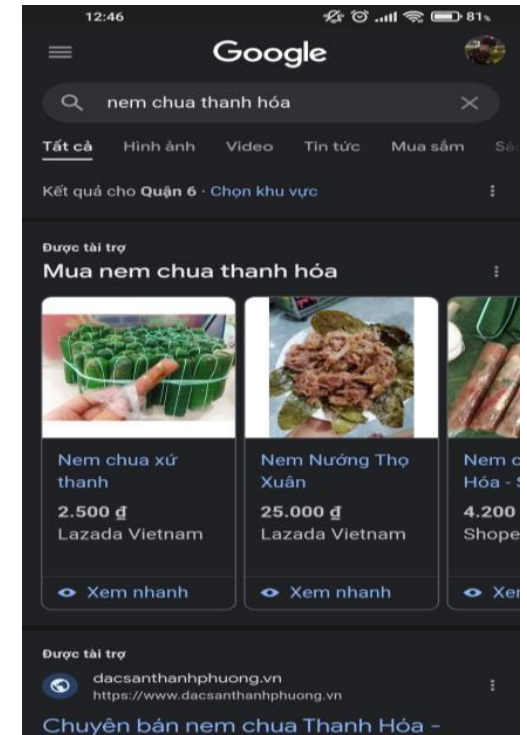 12:46
81%
Google
nem chua thanh hóa
Tất cả Hình ảnh Video Tin tức Mua sắm
Kết quả cho Quận 6 · Chọn khu vực
Được tài trợ
Mua nem chua thanh hóa
Nem chua xứ thanh
2.500 ₫
Lazada Vietnam
Xem nhanh
Nem Nướng Thọ Xuân
25.000 ₫
Lazada Vietnam
Xem nhanh
Nem
Hóa -
4.200
Được tài trợ
dacsanthanhphuong.vn
https://www.dacsanthanhphuong.vn
Chuyên bán nem chua Thanh Hóa -